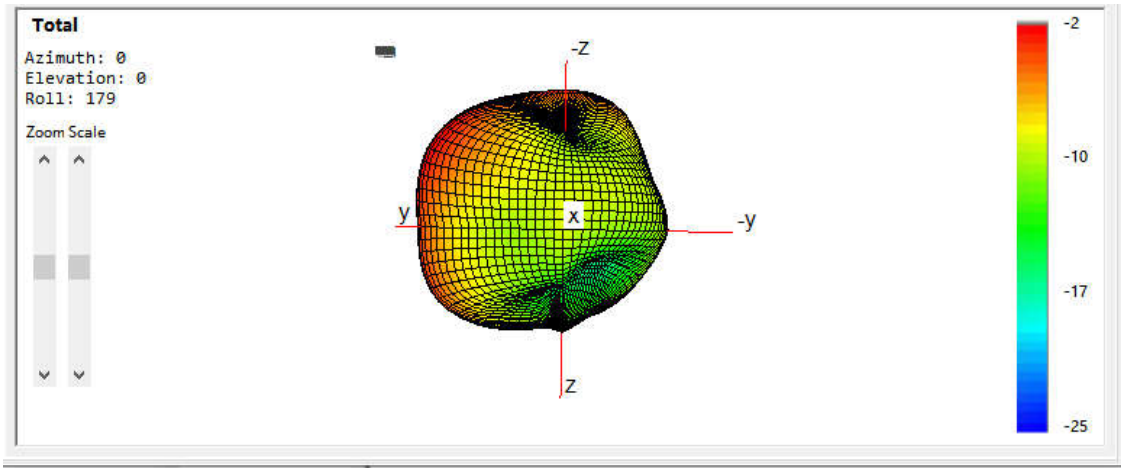 Total
Azimuth: 0
Elevation: 0
Roll: 179
Zoom Scale
-z
y
x
-y
z
-2
-10
-17
-25